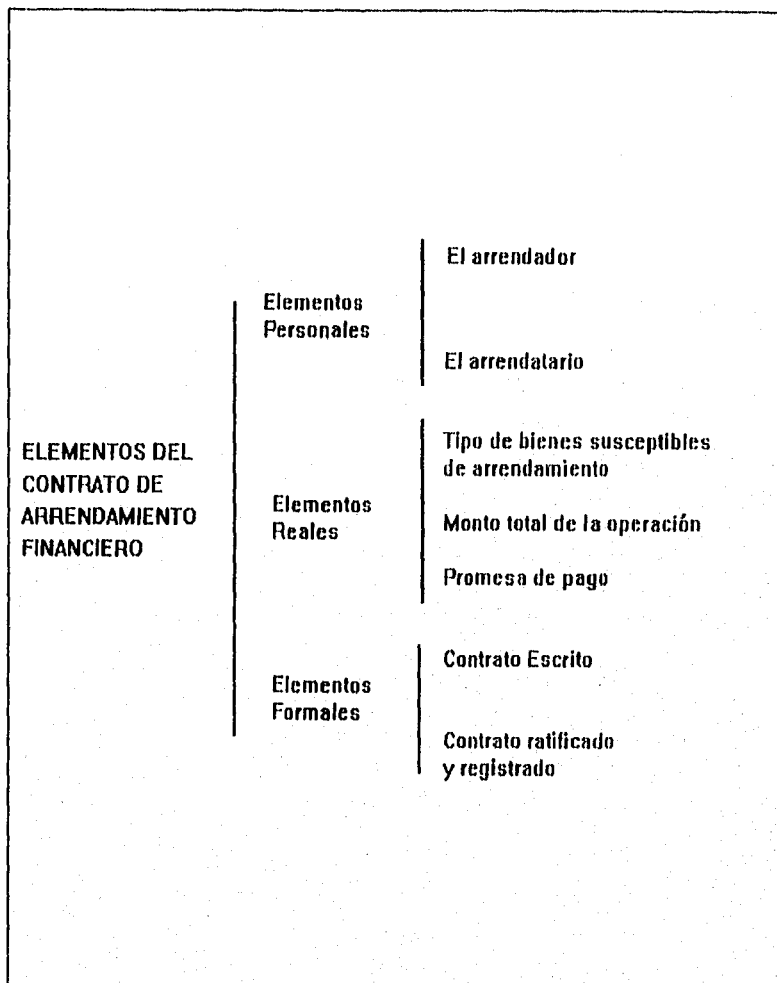 ELEMENTOS DEL
CONTRATO DE
ARRENDAMIENTO
FINANCIERO
Elementos
Personales
El arrendador
El arrendatario
Elementos
Reales
Tipo de bienes susceptibles
de arrendamiento
Monto total de la operación
Promesa de pago
Elementos
Formales
Contrato Escrito
Contrato ratificado
y registrado